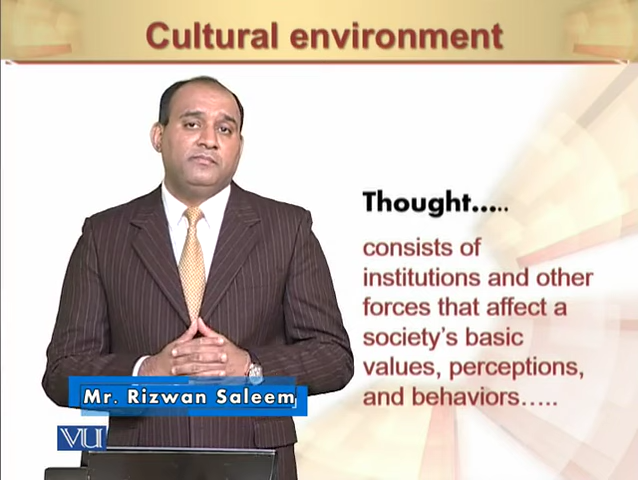 Cultural environment
Thought.....
consists of
institutions and other
forces that affect a
society's basic
values, perceptions,
and behaviors.....
Mr. Rizwan Saleem
VU